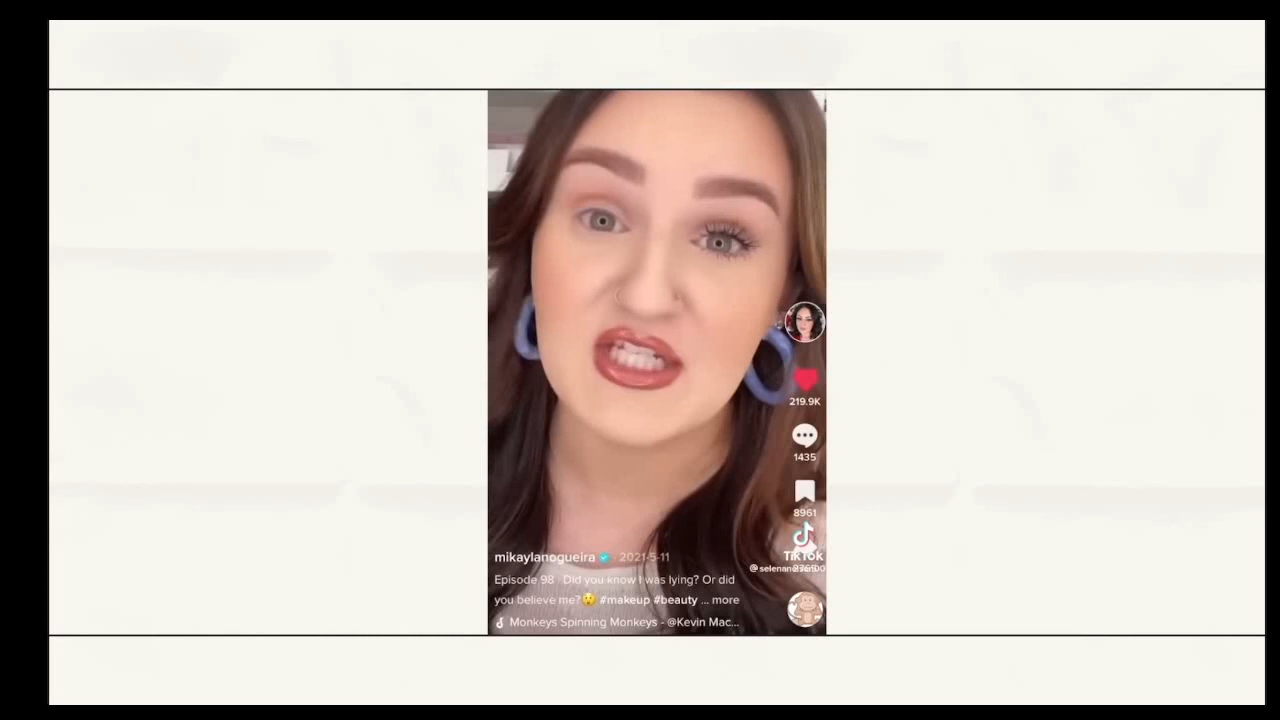 219.9K
1435
8961
TikTok
mikaylanogueira · 2021-5-11
Episode 98 · Did you know I was lying? Or did
you believe me?😲 #makeup #beauty ... more
Monkeys Spinning Monkeys - @Kevin Mac...